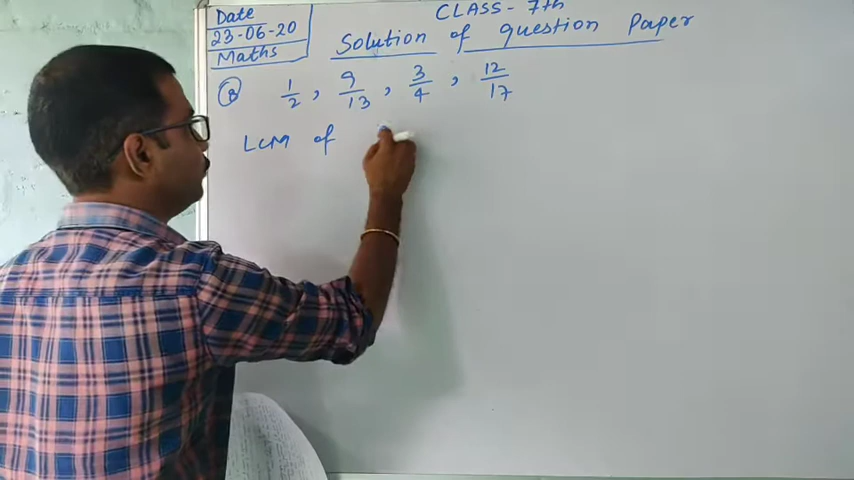 Date
23-06-20
Maths
CLASS- 7th
Solution of question Paper
1/2 , 9/13 , 3/4 , 12/17
LCM of